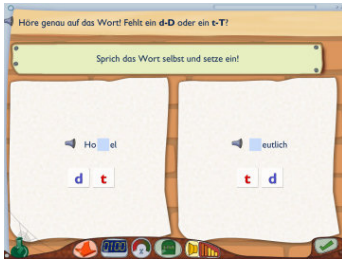 Höre genau auf das Wort! Fehlt ein d-D oder ein t-T?
Sprich das Wort selbst und setze ein!
Ho el
d t
eutlich
t d